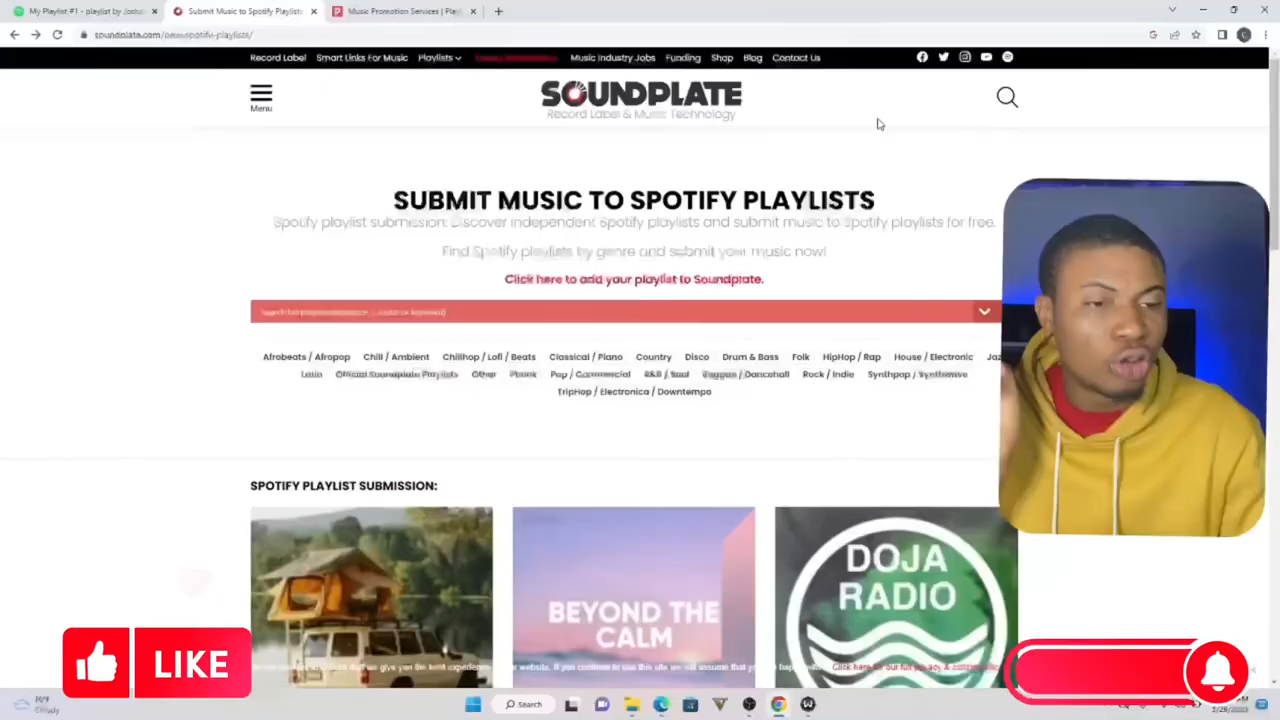 My Playlist #1 - playlist by
Submit Music to Spotify Playlists
Music Promotion Services | Play
soundplate.com/
Record Label
Smart Links For Music
Playlists
Music Industry Jobs
Funding
Shop
Blog
Contact Us
Menu
SOUNDPLATE
Record Label & Music Technology
SUBMIT MUSIC TO SPOTIFY PLAYLISTS
Spotify playlist submission: Discover independent Spotify playlists and submit music to spotify playlists for free.
Find Spotify playlists by genre and submit your music now!
Click here to add your playlist to Soundplate.
Afrobeats / Afropop Chill / Ambient Chillhop / Lofi / Beats Classical / Piano Country Disco Drum & Bass Folk HipHop / Rap House / Electronic
Latin Official Soundplate Playlists Other Phonk Pop / Commercial R&B / Soul Reggae / Dancehall Rock / Indie Synthpop / Synthwave
TripHop / Electronica / Downtempo
SPOTIFY PLAYLIST SUBMISSION:
BEYOND THE
CALM
DOJA
RADIO
LIKE
Search